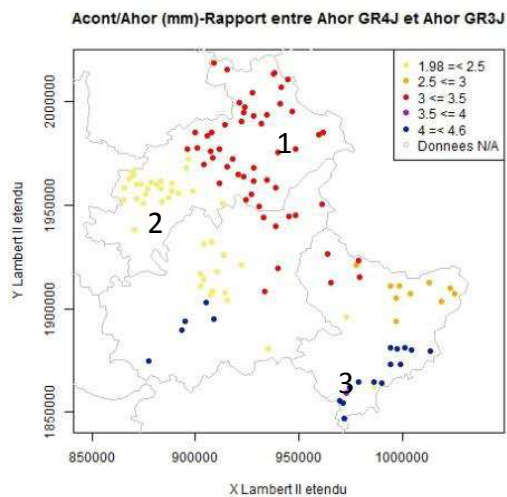 Acont/Ahor (mm)-Rapport entre Ahor GR4J et Ahor GR3J
1.98 =< 2.5
2.5 <= 3
3 <= 3.5
3.5 <= 4
4 =< 4.6
Donnees N/A
1
2
3
Y Lambert II etendu
2000000
1950000
1900000
1850000
850000
900000
950000
1000000
X Lambert II etendu